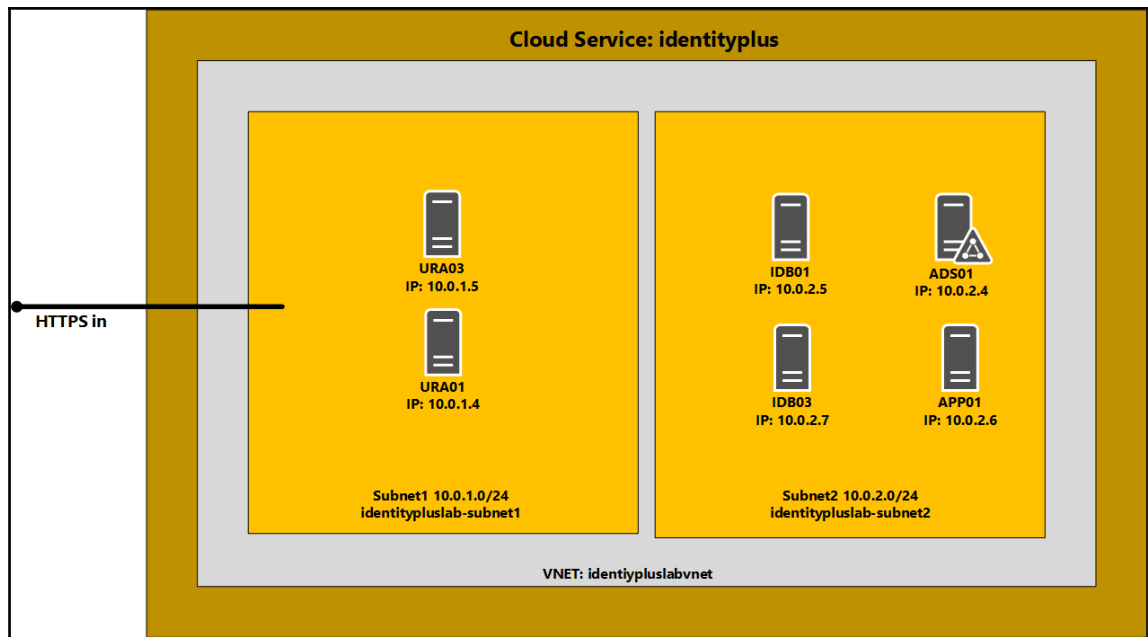 Cloud Service: identityplus
HTTPS in
URA03
IP: 10.0.1.5
URA01
IP: 10.0.1.4
Subnet1 10.0.1.0/24
identitypluslab-subnet1
IDB01
IP: 10.0.2.5
ADS01
IP: 10.0.2.4
IDB03
IP: 10.0.2.7
APP01
IP: 10.0.2.6
Subnet2 10.0.2.0/24
identitypluslab-subnet2
VNET: identiypluslabvnet